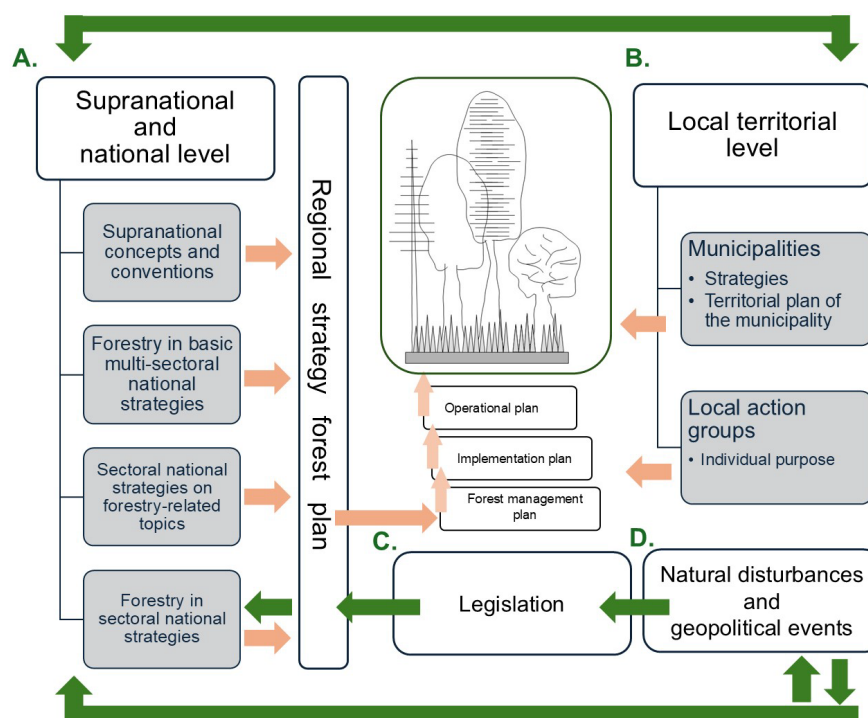 A.
Supranational
and
national level
Supranational
concepts and
conventions
Forestry in basic
multi-sectoral
national
strategies
Sectoral national
strategies on
forestry-related
topics
Forestry in
sectoral national
strategies
Regional strategy forest plan
Operational plan
Implementation plan
Forest management
plan
B.
Local territorial
level
Municipalities
• Strategies
• Territorial plan of
the municipality
Local action
groups
• Individual purpose
C.
Legislation
D.
Natural disturbances
and
geopolitical events